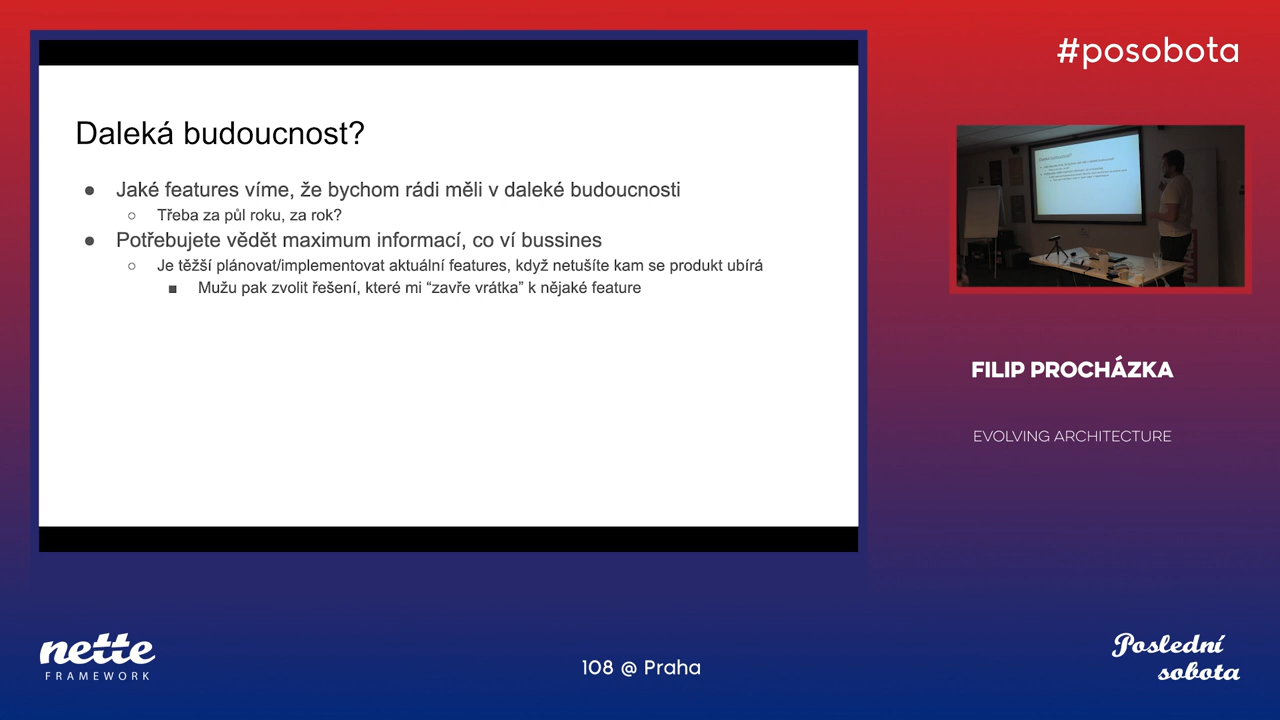 #posobota
Daleká budoucnost?
● Jaké features víme, že bychom rádi měli v daleké budoucnosti
○ Třeba za půl roku, za rok?
● Potřebujete vědět maximum informací, co ví bussines
○ Je těžší plánovat/implementovat aktuální features, když netušíte kam se produkt ubírá
■ Mužu pak zvolit řešení, které mi “zavře vrátka” k nějaké feature
FILIP PROCHÁZKA
EVOLVING ARCHITECTURE
nette
FRAMEWORK
108 @ Praha
Poslední
sobota